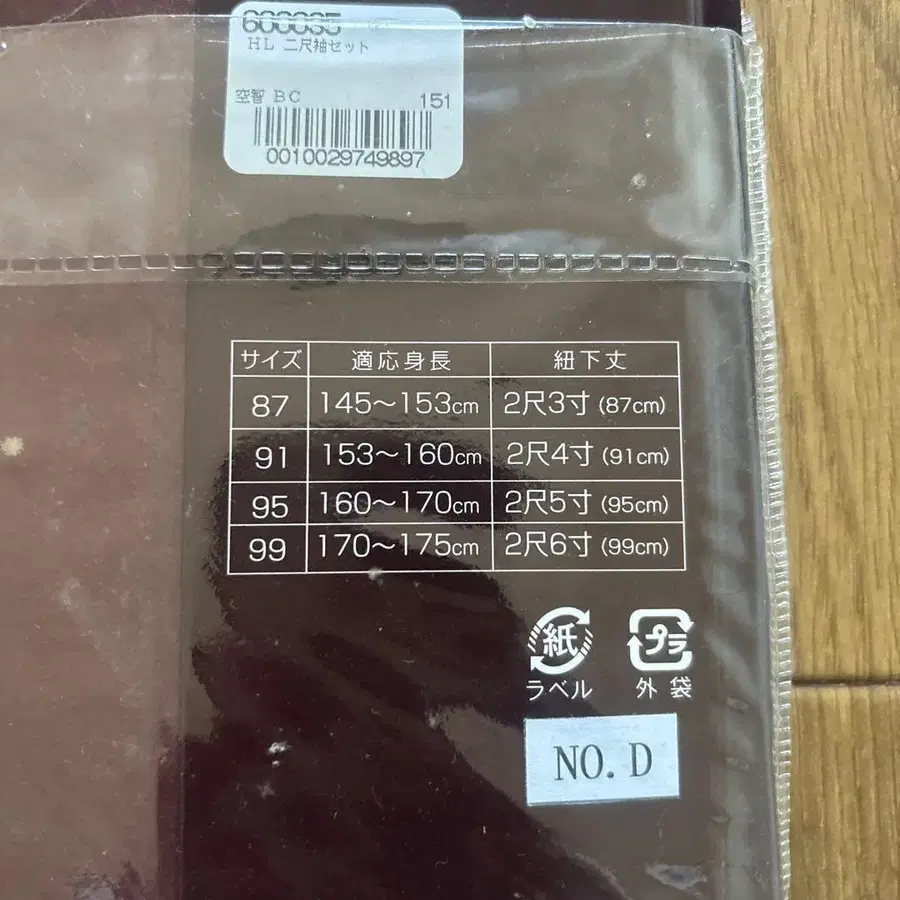 600035
HL 二尺袖セット
空智 BC 151
0010029749897
サイズ 適応身長 紐下丈
87 145～153cm 2尺3寸 (87cm)
91 153～160cm 2尺4寸 (91cm)
95 160～170cm 2尺5寸 (95cm)
99 170～175cm 2尺6寸 (99cm)
紙 プラ
ラベル 外袋
NO. D